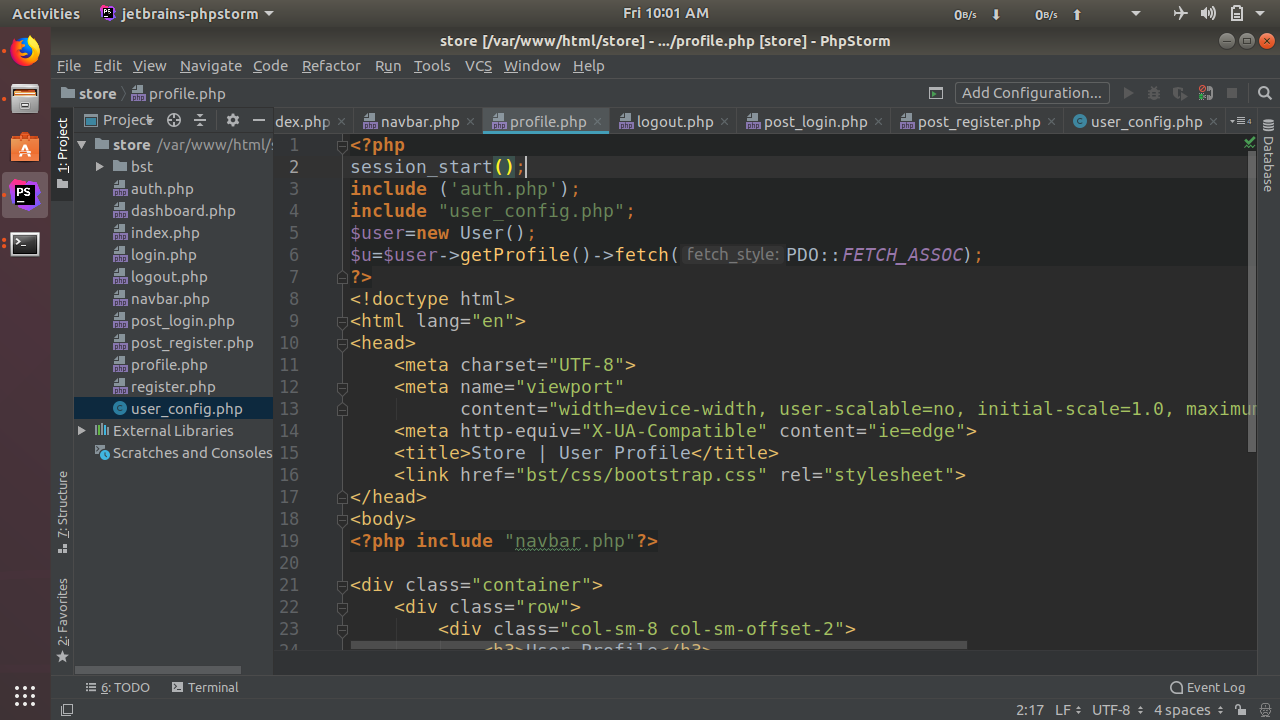 Activities
jetbrains-phpstorm
Fri 10:01 AM
0B/s
0B/s
store [/var/www/html/store] - .../profile.php [store] - PhpStorm
File Edit View Navigate Code Refactor Run Tools VCS Window Help
store
profile.php
Add Configuration...
Project
dex.php
navbar.php
profile.php
logout.php
post_login.php
post_register.php
user_config.php
4
1: Project
7: Structure
2: Favorites
Database
store /var/www/html/s
bst
auth.php
dashboard.php
index.php
login.php
logout.php
navbar.php
post_login.php
post_register.php
profile.php
register.php
user_config.php
External Libraries
Scratches and Consoles
1 <?php
2 session_start();
3 include ('auth.php');
4 include "user_config.php";
5 $user=new User();
6 $u=$user->getProfile()->fetch( fetch_style: PDO::FETCH_ASSOC);
7 ?>
8 <!doctype html>
9 <html lang="en">
10 <head>
11 <meta charset="UTF-8">
12 <meta name="viewport"
13 content="width=device-width, user-scalable=no, initial-scale=1.0, maximum
14 <meta http-equiv="X-UA-Compatible" content="ie=edge">
15 <title>Store | User Profile</title>
16 <link href="bst/css/bootstrap.css" rel="stylesheet">
17 </head>
18 <body>
19 <?php include "navbar.php"?>
20
21 <div class="container">
22 <div class="row">
23 <div class="col-sm-8 col-sm-offset-2">
24 <h3>User Profile</h3>
6: TODO
Terminal
Event Log
2:17 LF UTF-8 4 spaces